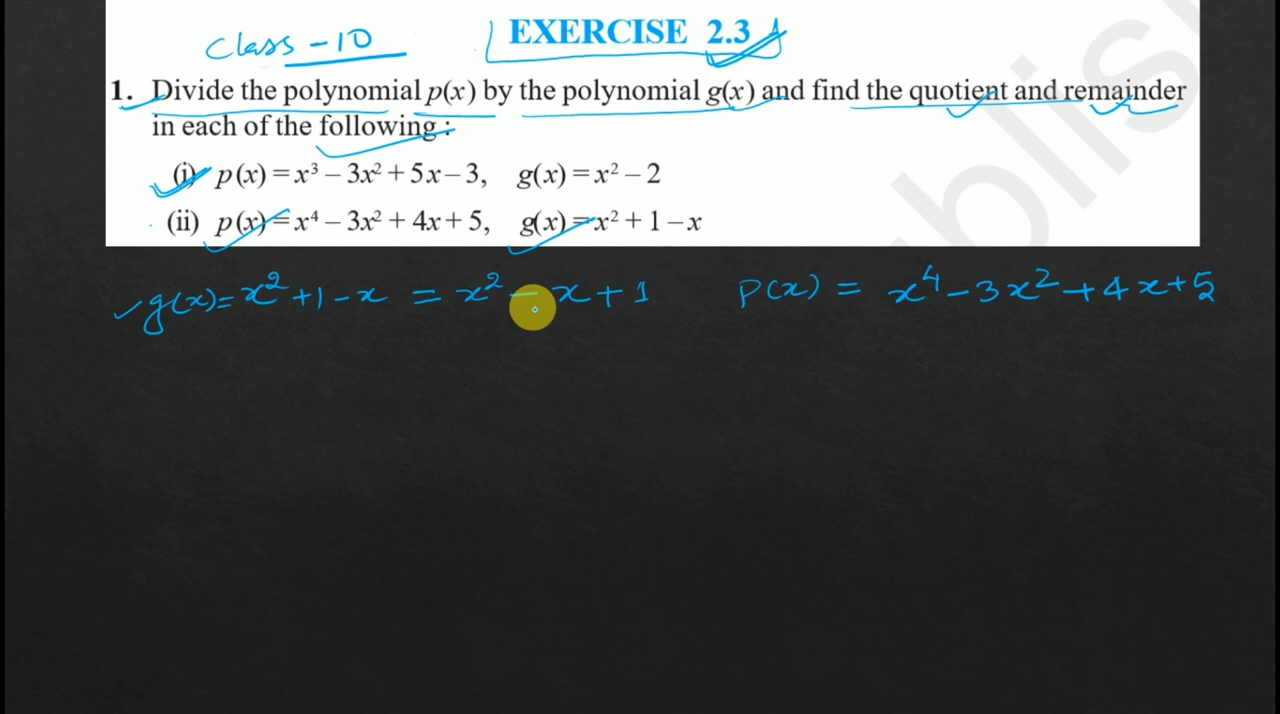 Class - 10
EXERCISE 2.3
1. Divide the polynomial p(x) by the polynomial g(x) and find the quotient and remainder
in each of the following :
(i) p(x) = x³ – 3x² + 5x – 3, g(x) = x² – 2
(ii) p(x) = x⁴ – 3x² + 4x + 5, g(x) = x² + 1 – x
g(x) = x² + 1 - x = x² - x + 1 P(x) = x⁴ - 3x² + 4x + 5